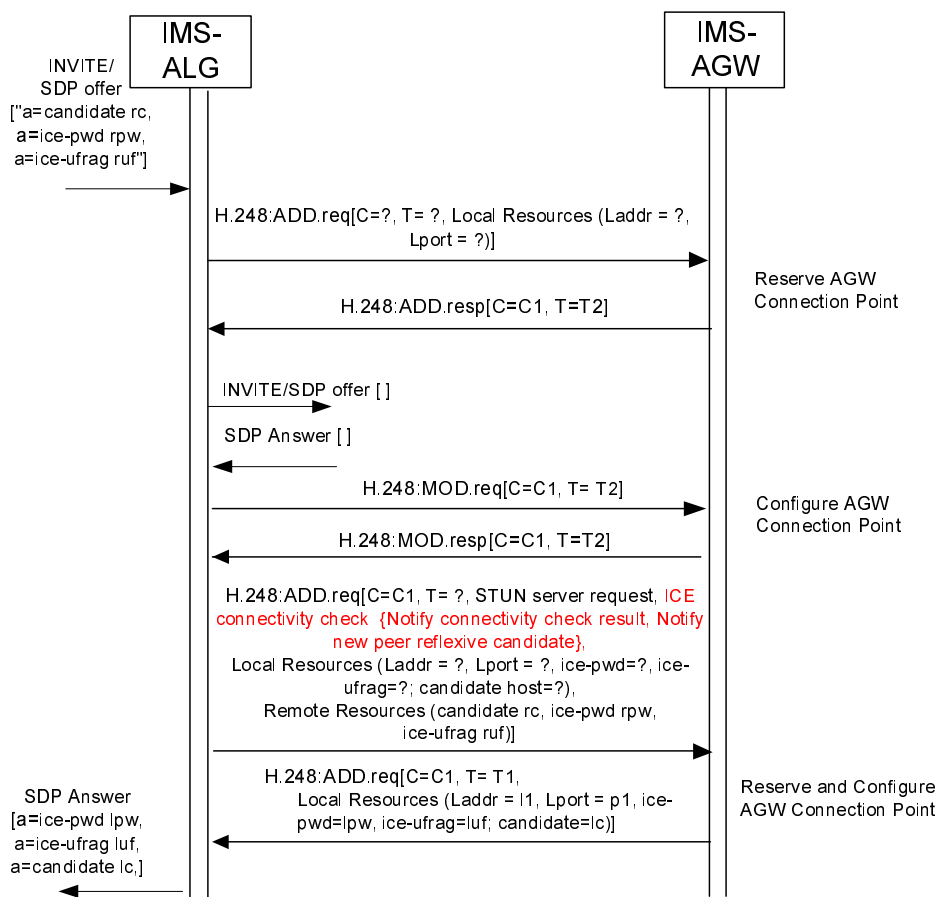 IMS-
ALG
IMS-
AGW
INVITE/
SDP offer
["a=candidate rc,
a=ice-pwd rpw,
a=ice-ufrag ruf"]
H.248:ADD.req[C=?, T= ?, Local Resources (Laddr = ?,
Lport = ?)]
Reserve AGW
Connection Point
H.248:ADD.resp[C=C1, T=T2]
INVITE/SDP offer [ ]
SDP Answer [ ]
H.248:MOD.req[C=C1, T= T2]
Configure AGW
Connection Point
H.248:MOD.resp[C=C1, T=T2]
H.248:ADD.req[C=C1, T= ?, STUN server request, ICE
connectivity check {Notify connectivity check result, Notify
new peer reflexive candidate},
Local Resources (Laddr = ?, Lport = ?, ice-pwd=?, ice-
ufrag=?; candidate host=?),
Remote Resources (candidate rc, ice-pwd rpw,
ice-ufrag ruf)]
H.248:ADD.req[C=C1, T= T1,
Local Resources (Laddr = l1, Lport = p1, ice-
pwd=lpw, ice-ufrag=luf; candidate=lc)]
Reserve and Configure
AGW Connection Point
SDP Answer
[a=ice-pwd lpw,
a=ice-ufrag luf,
a=candidate lc,]